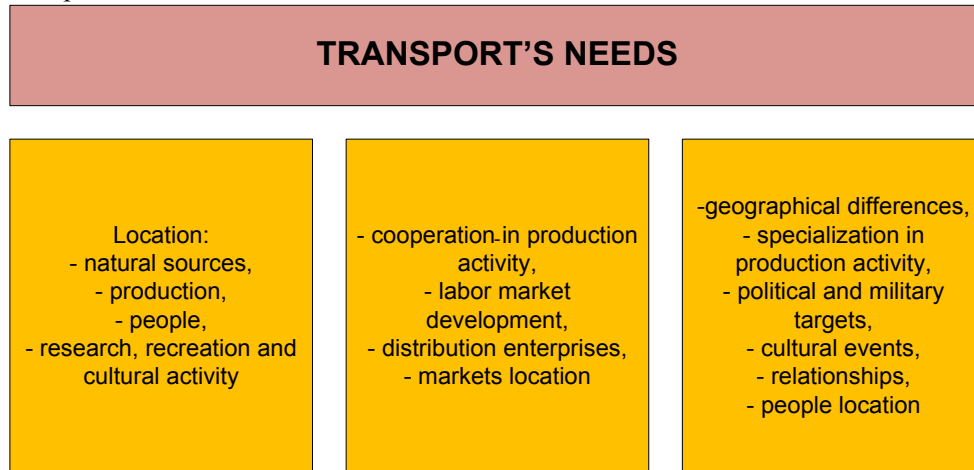 TRANSPORT'S NEEDS
Location:
- natural sources,
- production,
- people,
- research, recreation and
cultural activity
- cooperation-in production
activity,
- labor market
development,
- distribution enterprises,
- markets location
-geographical differences,
- specialization in
production activity,
- political and military
targets,
- cultural events,
- relationships,
- people location